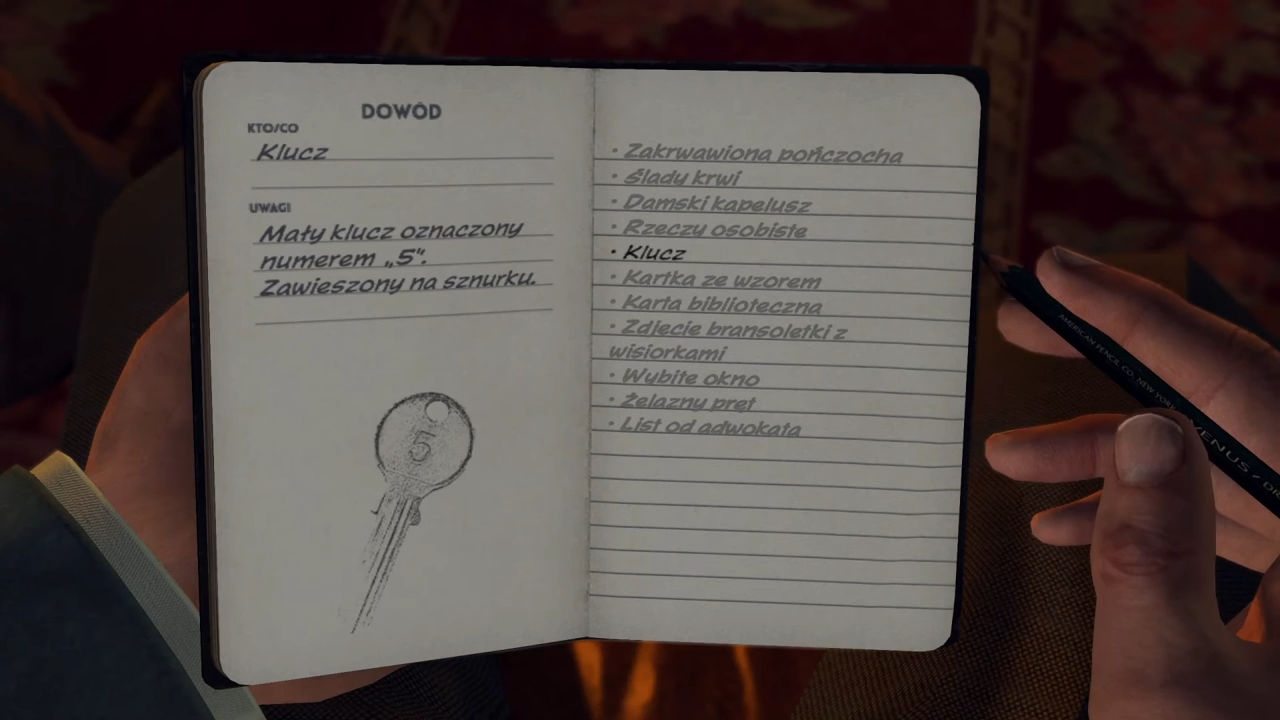 DOWÓD
KTO/CO
Klucz
UWAGI
Mały klucz oznaczony
numerem „5”.
Zawieszony na sznurku.
5
• Zakrwawiona pończocha
• Ślady krwi
• Damski kapelusz
• Rzeczy osobiste
• Klucz
• Kartka ze wzorem
• Karta biblioteczna
• Zdjęcie bransoletki z
wisiorkami
• Wybite okno
• Żelazny pręt
• List od adwokata
AMERICAN PENCIL CO. NEW YORK
VENUS